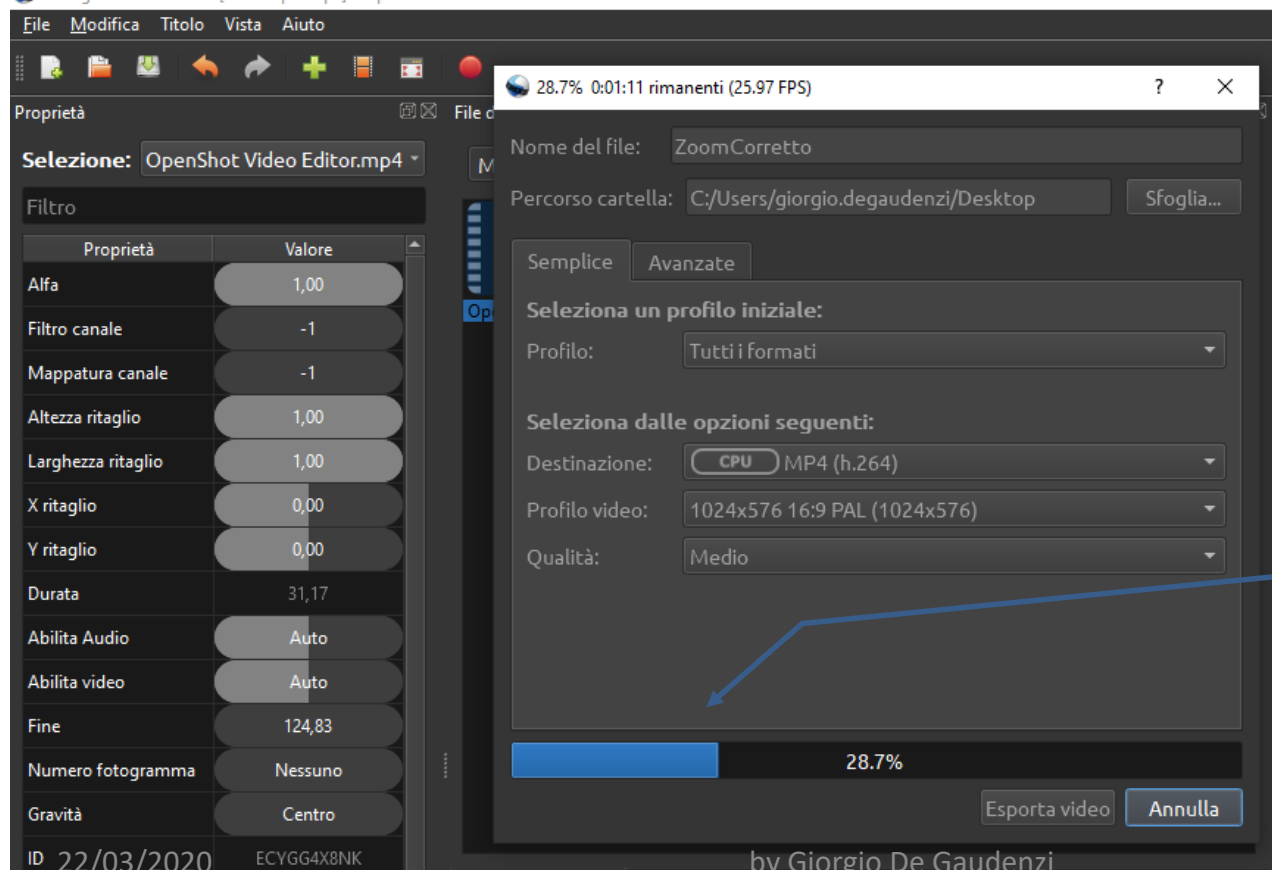 File Modifica Titolo Vista Aiuto
Proprietà
File d
Selezione: OpenShot Video Editor.mp4
M
Filtro
Proprietà Valore
Alfa 1,00
Filtro canale -1
Mappatura canale -1
Altezza ritaglio 1,00
Larghezza ritaglio 1,00
X ritaglio 0,00
Y ritaglio 0,00
Durata 31,17
Abilita Audio Auto
Abilita video Auto
Fine 124,83
Numero fotogramma Nessuno
Gravità Centro
ID ECYGG4X8NK
Ope
28.7% 0:01:11 rimanenti (25.97 FPS) ?
Nome del file: ZoomCorretto
Percorso cartella: C:/Users/giorgio.degaudenzi/Desktop Sfoglia...
Semplice Avanzate
Seleziona un profilo iniziale:
Profilo: Tutti i formati
Seleziona dalle opzioni seguenti:
Destinazione: CPU MP4 (h.264)
Profilo video: 1024x576 16:9 PAL (1024x576)
Qualità: Medio
28.7%
Esporta video Annulla
22/03/2020 by Giorgio De Gaudenzi